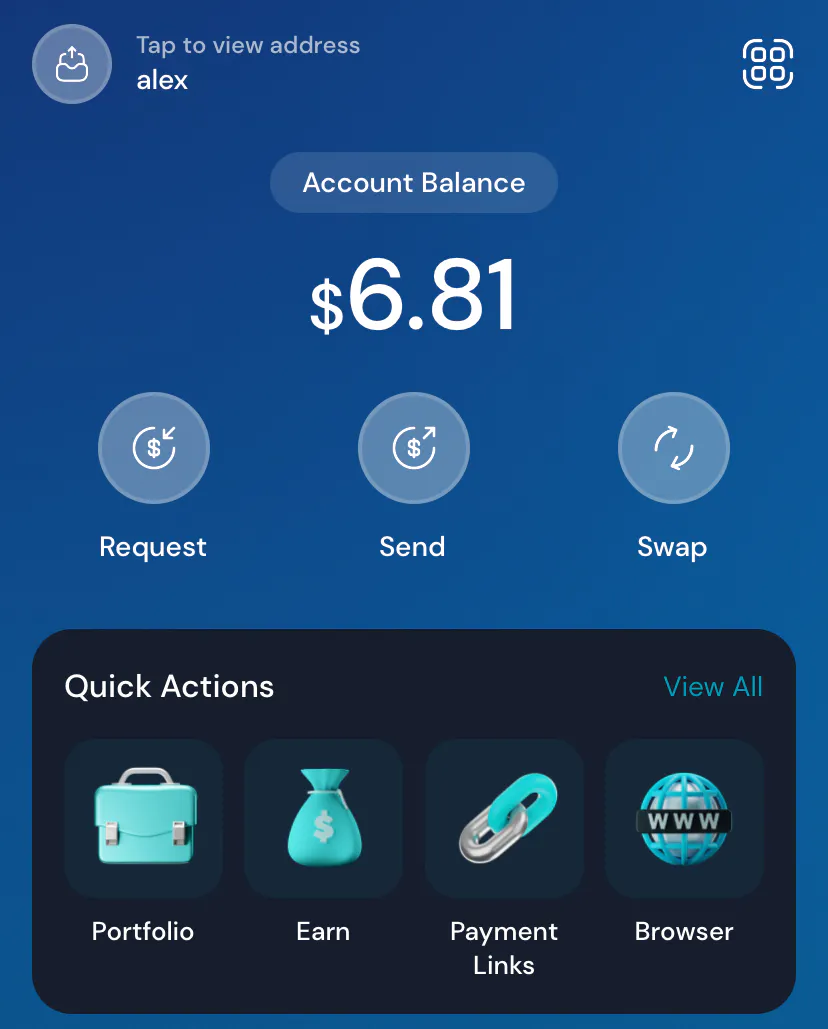 Tap to view address
alex
Account Balance
$6.81
Request
Send
Swap
Quick Actions
View All
$
WWW
Portfolio
Earn
Payment
Links
Browser